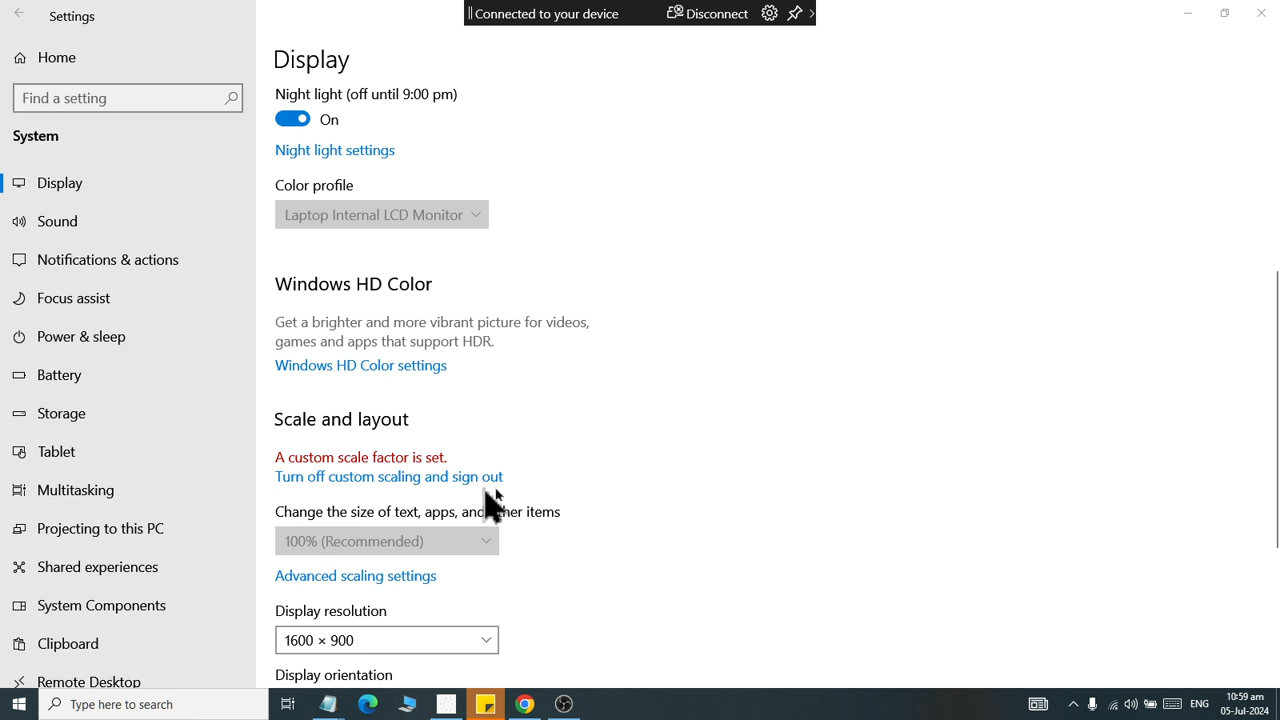 Settings
Connected to your device Disconnect
Home
Find a setting
System
Display
Sound
Notifications & actions
Focus assist
Power & sleep
Battery
Storage
Tablet
Multitasking
Projecting to this PC
Shared experiences
System Components
Clipboard
Remote Desktop
Display
Night light (off until 9:00 pm)
On
Night light settings
Color profile
Laptop Internal LCD Monitor
Windows HD Color
Get a brighter and more vibrant picture for videos,
games and apps that support HDR.
Windows HD Color settings
Scale and layout
A custom scale factor is set.
Turn off custom scaling and sign out
Change the size of text, apps, and other items
100% (Recommended)
Advanced scaling settings
Display resolution
1600 × 900
Display orientation
Type here to search
ENG
10:59 am
05-Jul-2024